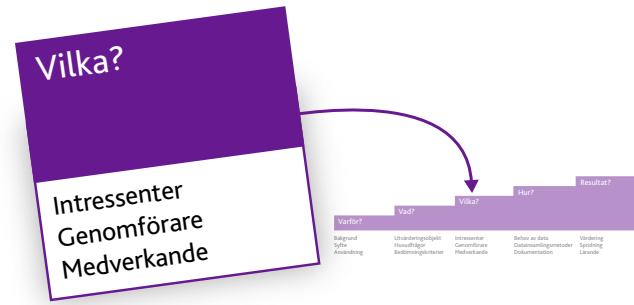 Vilka?
Intressenter
Genomförare
Medverkande
Varför?
Bakgrund
Syfte
Användning
Vad?
Utvärderingsobjekt
Huvudfrågor
Bedömningskriterier
Vilka?
Intressenter
Genomförare
Medverkande
Hur?
Behov av data
Datainsamlingsmetoder
Dokumentation
Resultat?
Värdering
Spridning
Lärande